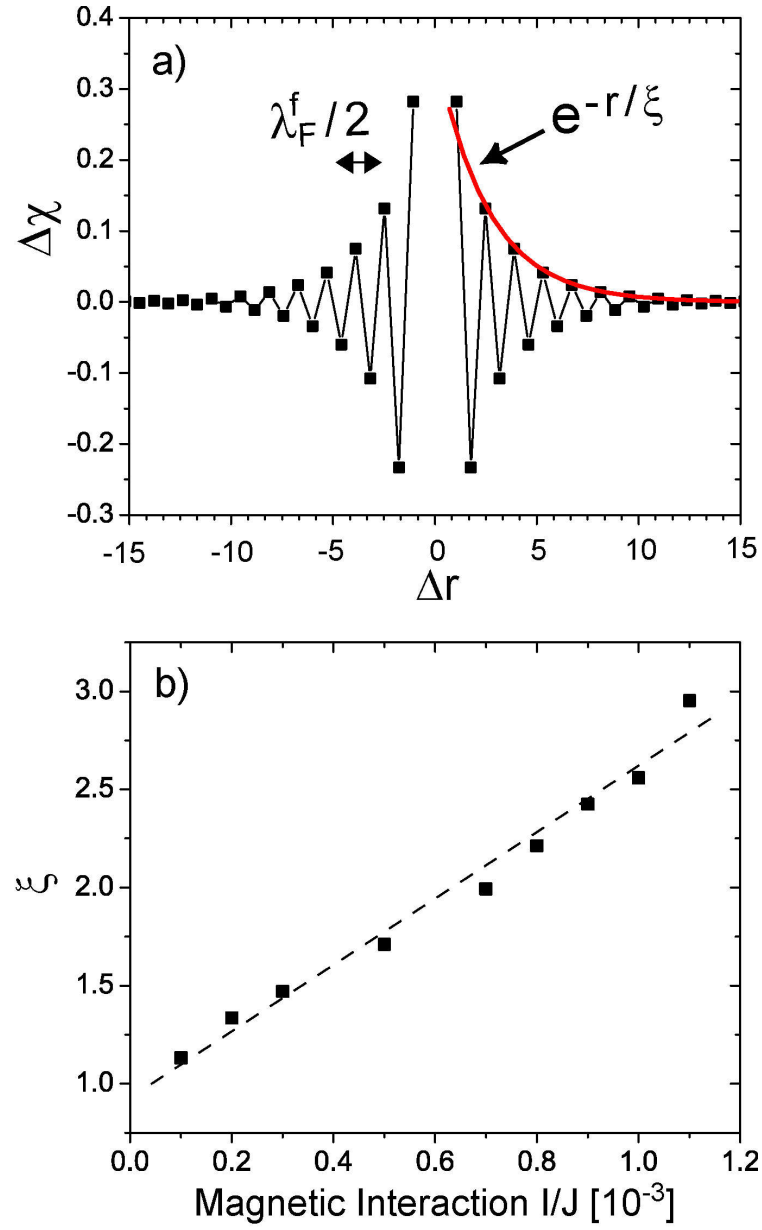 a)
0.4
0.3
0.2
0.1
0.0
-0.1
-0.2
-0.3
Δχ
λ_F^f/2
e^{-r/ξ}
-15 -10 -5 0 5 10 15
Δr
b)
3.0
2.5
2.0
1.5
1.0
ξ
0.0 0.2 0.4 0.6 0.8 1.0 1.2
Magnetic Interaction I/J [10^{-3}]